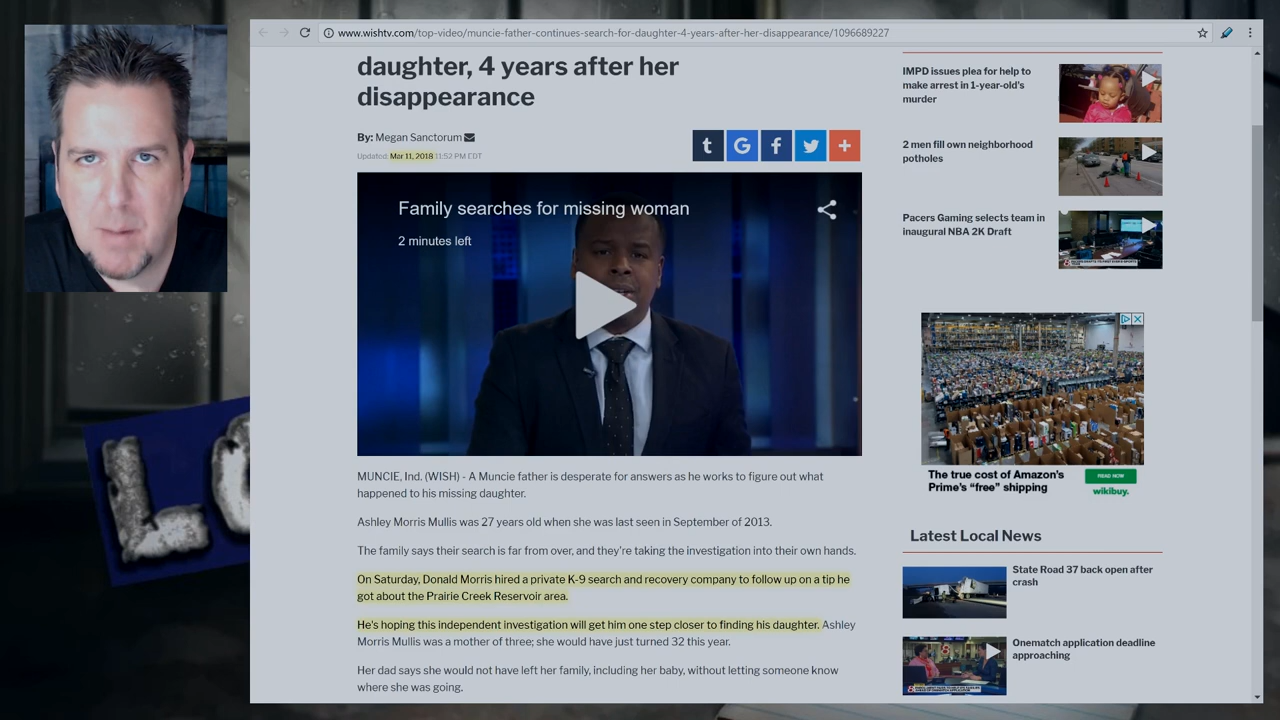 www.wishtv.com/top-video/muncie-father-continues-search-for-daughter-4-years-after-her-disappearance/1096689227
daughter, 4 years after her
disappearance
By: Megan Sanctorum
Updated: Mar 11, 2018 11:52 PM EDT
t G f +
Family searches for missing woman
2 minutes left
MUNCIE, Ind. (WISH) - A Muncie father is desperate for answers as he works to figure out what
happened to his missing daughter.
Ashley Morris Mullis was 27 years old when she was last seen in September of 2013.
The family says their search is far from over, and they're taking the investigation into their own hands.
On Saturday, Donald Morris hired a private K-9 search and recovery company to follow up on a tip he
got about the Prairie Creek Reservoir area.
He's hoping this independent investigation will get him one step closer to finding his daughter. Ashley
Morris Mullis was a mother of three; she would have just turned 32 this year.
Her dad says she would not have left her family, including her baby, without letting someone know
where she was going.
IMPD issues plea for help to
make arrest in 1-year-old's
murder
2 men fill own neighborhood
potholes
Pacers Gaming selects team in
inaugural NBA 2K Draft
The true cost of Amazon's
Prime's "free" shipping
READ NOW
wikibuy.
Latest Local News
State Road 37 back open after
crash
Onematch application deadline
approaching